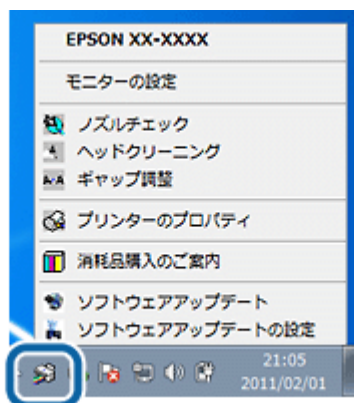 EPSON XX-XXXX
モニターの設定
ノズルチェック
ヘッドクリーニング
ギャップ調整
プリンターのプロパティ
消耗品購入のご案内
ソフトウェアアップデート
ソフトウェアアップデートの設定
21:05
2011/02/01